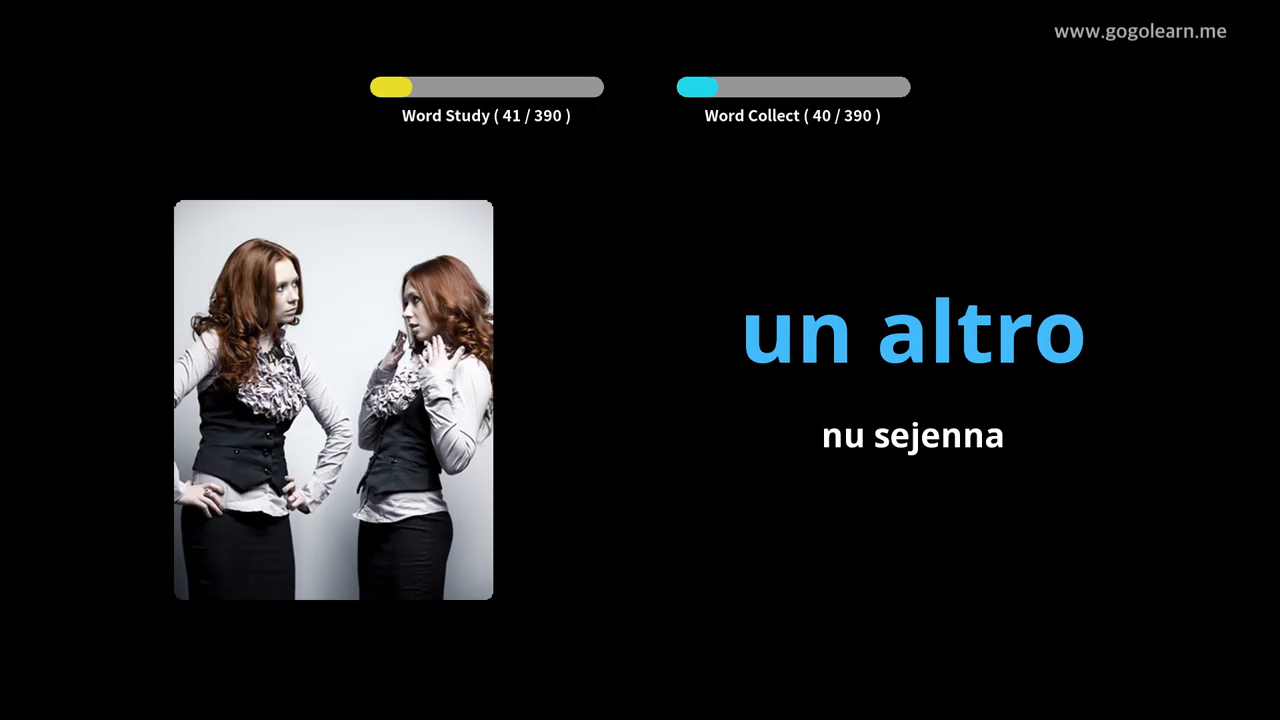 www.gogolearn.me
Word Study ( 41 / 390 )
Word Collect ( 40 / 390 )
un altro
nu sejenna